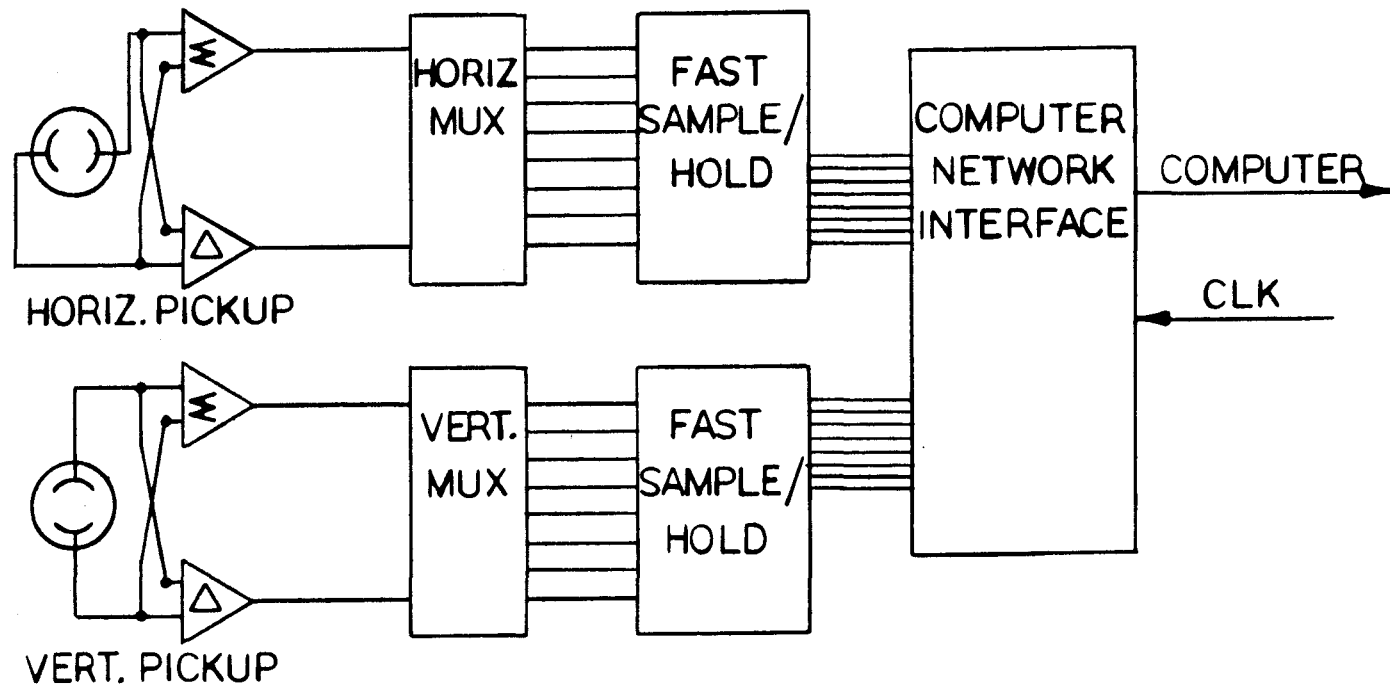 Σ
Δ
HORIZ. PICKUP
HORIZ
MUX
FAST
SAMPLE/
HOLD
COMPUTER
NETWORK
INTERFACE
COMPUTER
CLK
Σ
Δ
VERT. PICKUP
VERT.
MUX
FAST
SAMPLE/
HOLD